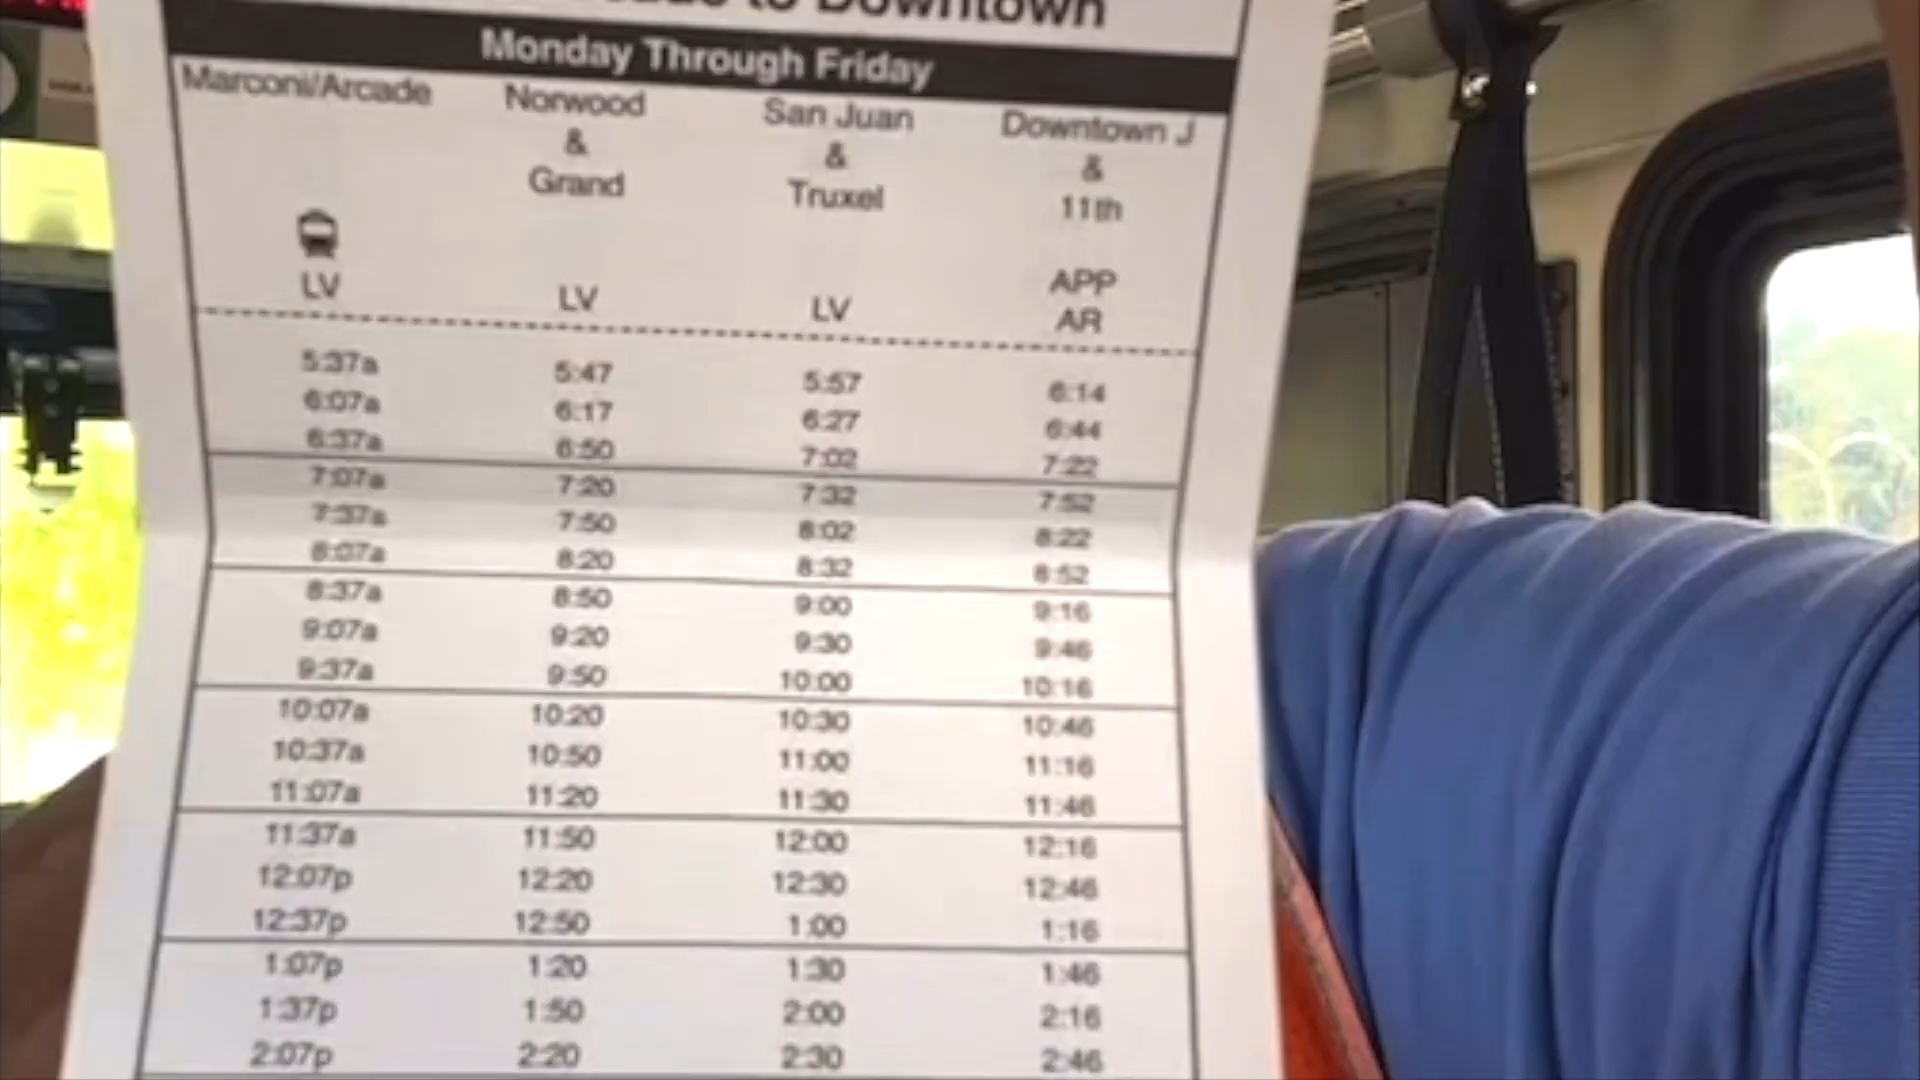 to Downtown
Monday Through Friday
Marconi/Arcade Norwood & Grand San Juan & Truxel Downtown J & 11th
LV LV LV APP AR
5:37a 5:47 5:57 6:14
6:07a 6:17 6:27 6:44
6:37a 6:50 7:02 7:22
7:07a 7:20 7:32 7:52
7:37a 7:50 8:02 8:22
8:07a 8:20 8:32 8:52
8:37a 8:50 9:00 9:16
9:07a 9:20 9:30 9:46
9:37a 9:50 10:00 10:16
10:07a 10:20 10:30 10:46
10:37a 10:50 11:00 11:16
11:07a 11:20 11:30 11:46
11:37a 11:50 12:00 12:16
12:07p 12:20 12:30 12:46
12:37p 12:50 1:00 1:16
1:07p 1:20 1:30 1:46
1:37p 1:50 2:00 2:16
2:07p 2:20 2:30 2:46